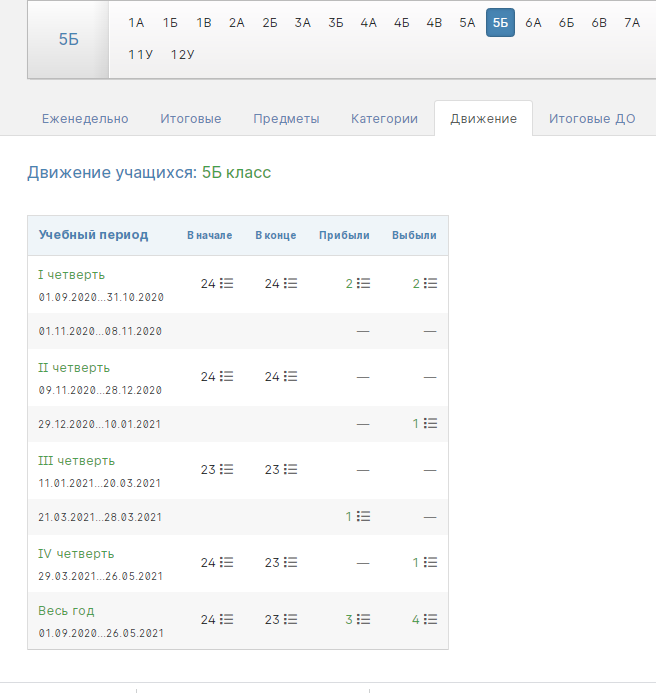 5Б
1А 1Б 1В 2А 2Б 3А 3Б 4А 4Б 4В 5А 5Б 6А 6Б 6В 7А
11У 12У
Еженедельно Итоговые Предметы Категории Движение Итоговые ДО
Движение учащихся: 5Б класс
Учебный период В начале В конце Прибыли Выбыли
I четверть
01.09.2020...31.10.2020 24 24 2 2
01.11.2020...08.11.2020 — —
II четверть
09.11.2020...28.12.2020 24 24 — —
29.12.2020...10.01.2021 — 1
III четверть
11.01.2021...20.03.2021 23 23 — —
21.03.2021...28.03.2021 1 —
IV четверть
29.03.2021...26.05.2021 24 23 — 1
Весь год
01.09.2020...26.05.2021 24 23 3 4